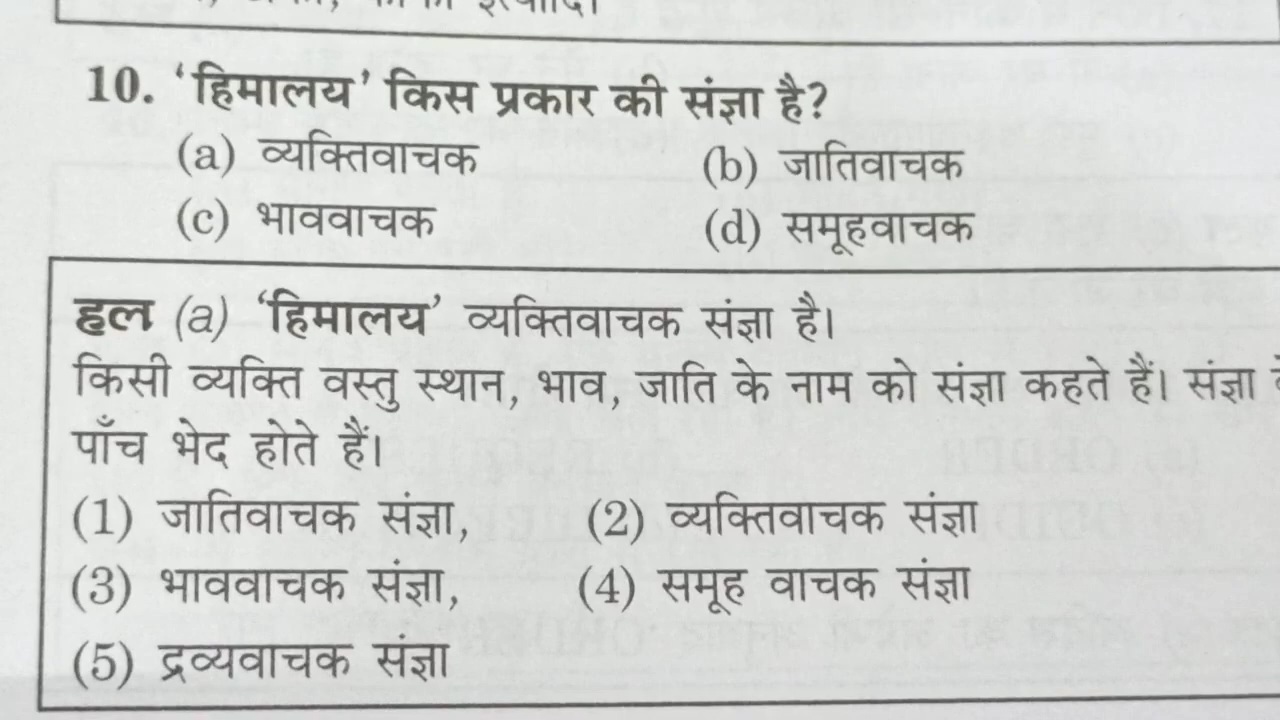 10. ‘हिमालय’ किस प्रकार की संज्ञा है?
(a) व्यक्तिवाचक (b) जातिवाचक
(c) भाववाचक (d) समूहवाचक
हल (a) ‘हिमालय’ व्यक्तिवाचक संज्ञा है।
किसी व्यक्ति वस्तु स्थान, भाव, जाति के नाम को संज्ञा कहते हैं। संज्ञा
पाँच भेद होते हैं।
(1) जातिवाचक संज्ञा, (2) व्यक्तिवाचक संज्ञा
(3) भाववाचक संज्ञा, (4) समूह वाचक संज्ञा
(5) द्रव्यवाचक संज्ञा